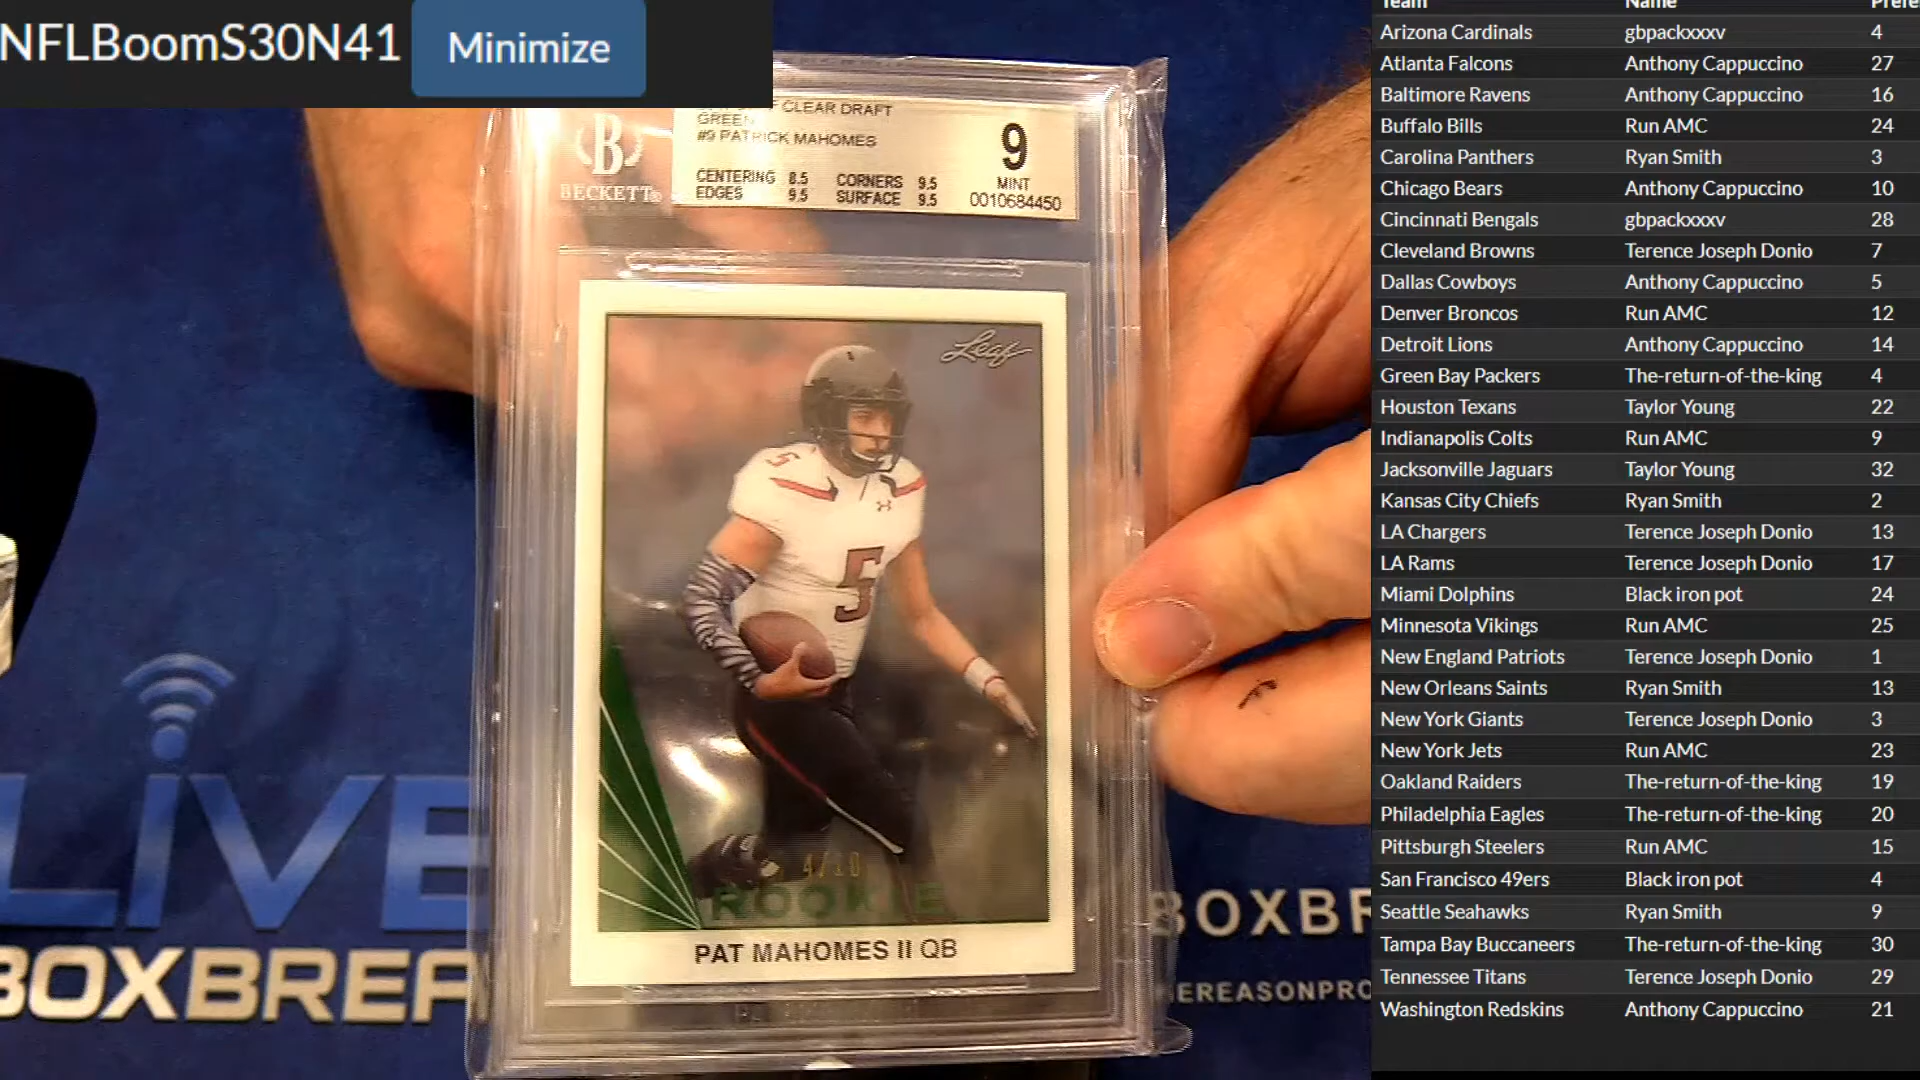 NFLBoomS30N41 Minimize
CLEAR DRAFT
GREEN
#9 PATRICK MAHOMES
CENTERING 8.5 CORNERS 9.5
EDGES 9.5 SURFACE 9.5
9
MINT
0010684450
B
BECKETT®
Leaf
5
5
4/10
ROOKIE
PAT MAHOMES II QB
LIVE
BOXBREA
BOXBR
EREASONPRO
Team Name Prefe
Arizona Cardinals gbpackxxxv 4
Atlanta Falcons Anthony Cappuccino 27
Baltimore Ravens Anthony Cappuccino 16
Buffalo Bills Run AMC 24
Carolina Panthers Ryan Smith 3
Chicago Bears Anthony Cappuccino 10
Cincinnati Bengals gbpackxxxv 28
Cleveland Browns Terence Joseph Donio 7
Dallas Cowboys Anthony Cappuccino 5
Denver Broncos Run AMC 12
Detroit Lions Anthony Cappuccino 14
Green Bay Packers The-return-of-the-king 4
Houston Texans Taylor Young 22
Indianapolis Colts Run AMC 9
Jacksonville Jaguars Taylor Young 32
Kansas City Chiefs Ryan Smith 2
LA Chargers Terence Joseph Donio 13
LA Rams Terence Joseph Donio 17
Miami Dolphins Black iron pot 24
Minnesota Vikings Run AMC 25
New England Patriots Terence Joseph Donio 1
New Orleans Saints Ryan Smith 13
New York Giants Terence Joseph Donio 3
New York Jets Run AMC 23
Oakland Raiders The-return-of-the-king 19
Philadelphia Eagles The-return-of-the-king 20
Pittsburgh Steelers Run AMC 15
San Francisco 49ers Black iron pot 4
Seattle Seahawks Ryan Smith 9
Tampa Bay Buccaneers The-return-of-the-king 30
Tennessee Titans Terence Joseph Donio 29
Washington Redskins Anthony Cappuccino 21